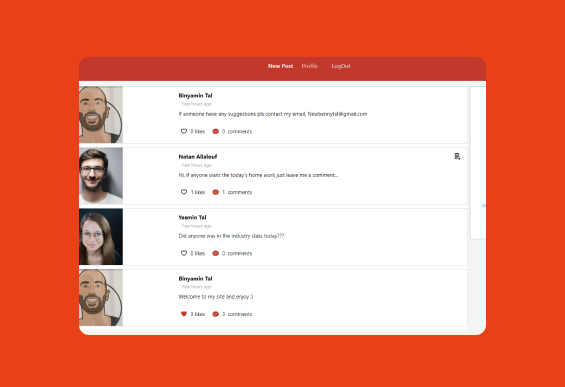 New Post Profile LogOut
Binyamin Tal
Few hours ago
If someone have any suggestions pls contact my email, Newbennytal@gmail.com
0 likes 0 comments
Natan Allalouf
Few hours ago
Hi, if anyone want the today's home work just leave me a comment...
1 likes 1 comments
Yasmin Tal
Few hours ago
Did anyone was in the industry class today???
0 likes 0 comments
Binyamin Tal
Few hours ago
Welcome to my site and enjoy :)
3 likes 3 comments